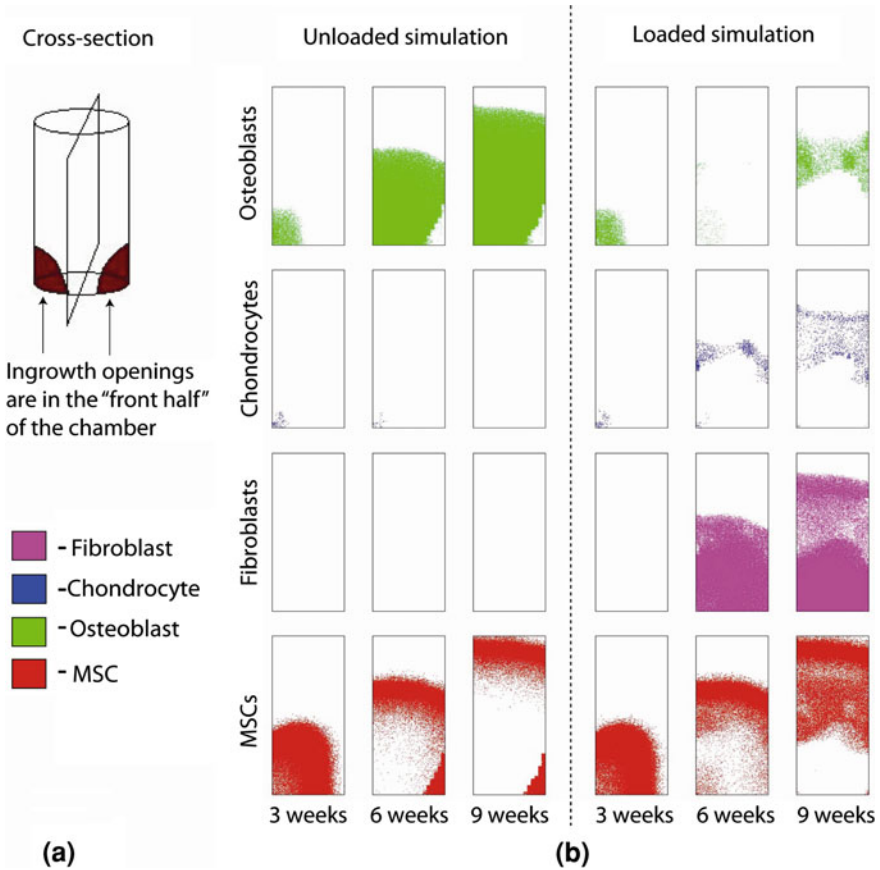 Cross-section
Unloaded simulation
Loaded simulation
Ingrowth openings
are in the "front half"
of the chamber
- Fibroblast
-Chondrocyte
- Osteoblast
- MSC
Osteoblasts
Chondrocytes
Fibroblasts
MSCs
3 weeks 6 weeks 9 weeks 3 weeks 6 weeks 9 weeks
(a)
(b)